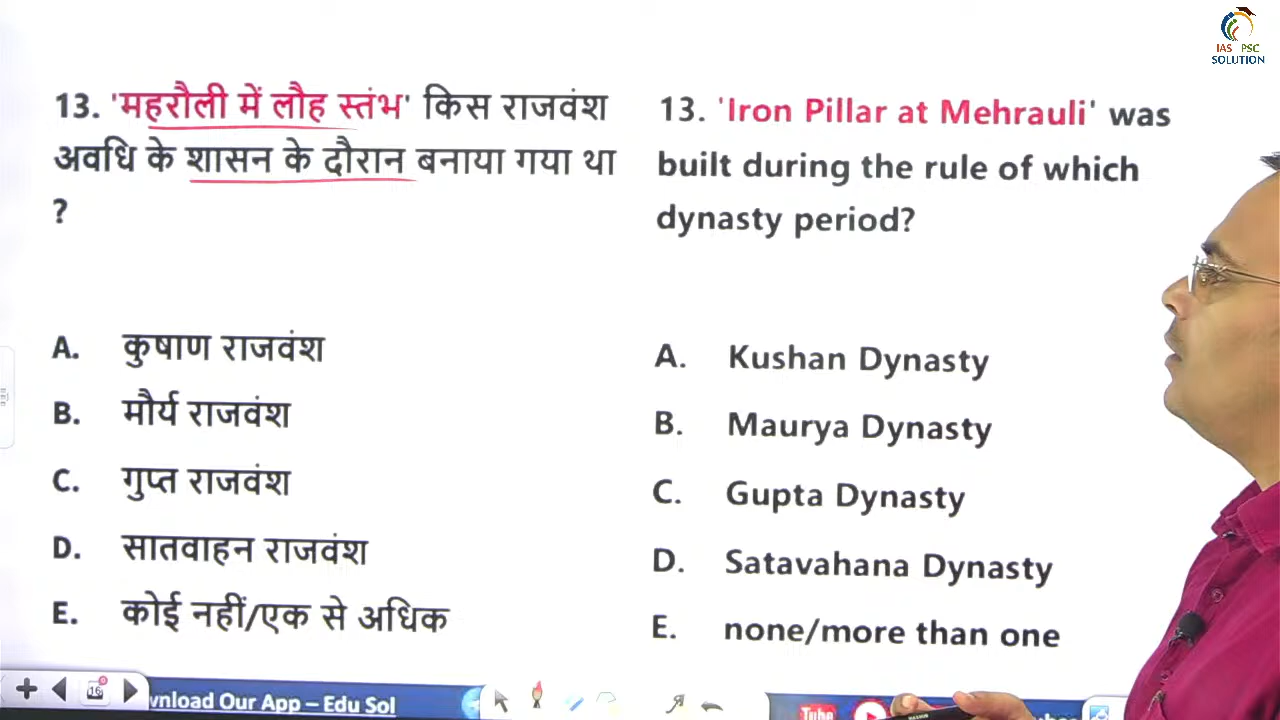 IAS PSC
SOLUTION
13. 'महरौली में लौह स्तंभ' किस राजवंश
अवधि के शासन के दौरान बनाया गया था
?
A. कुषाण राजवंश
B. मौर्य राजवंश
C. गुप्त राजवंश
D. सातवाहन राजवंश
E. कोई नहीं/एक से अधिक
13. 'Iron Pillar at Mehrauli' was
built during the rule of which
dynasty period?
A. Kushan Dynasty
B. Maurya Dynasty
C. Gupta Dynasty
D. Satavahana Dynasty
E. none/more than one
16
wnload Our App – Edu Sol
Tube